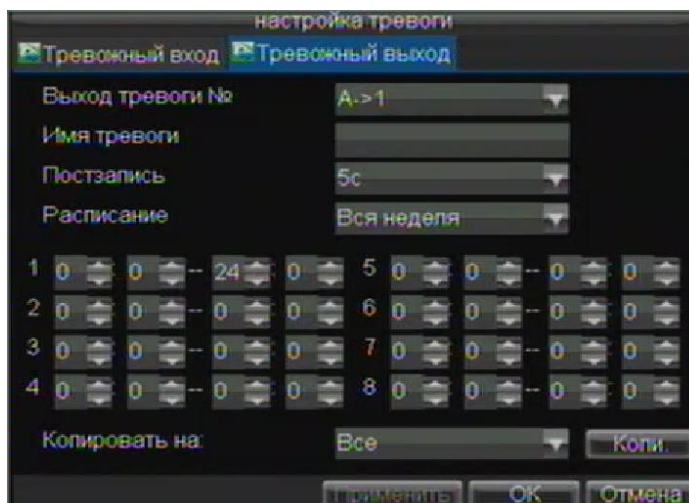 настройка тревоги
Тревожный вход Тревожный выход
Выход тревоги № A->1
Имя тревоги
Постзапись 5с
Расписание Вся неделя
1 0 : 0 -- 24 : 0 5 0 : 0 -- 0 : 0
2 0 : 0 -- 0 : 0 6 0 : 0 -- 0 : 0
3 0 : 0 -- 0 : 0 7 0 : 0 -- 0 : 0
4 0 : 0 -- 0 : 0 8 0 : 0 -- 0 : 0
Копировать на: Все Копи.
Применить OK Отмена